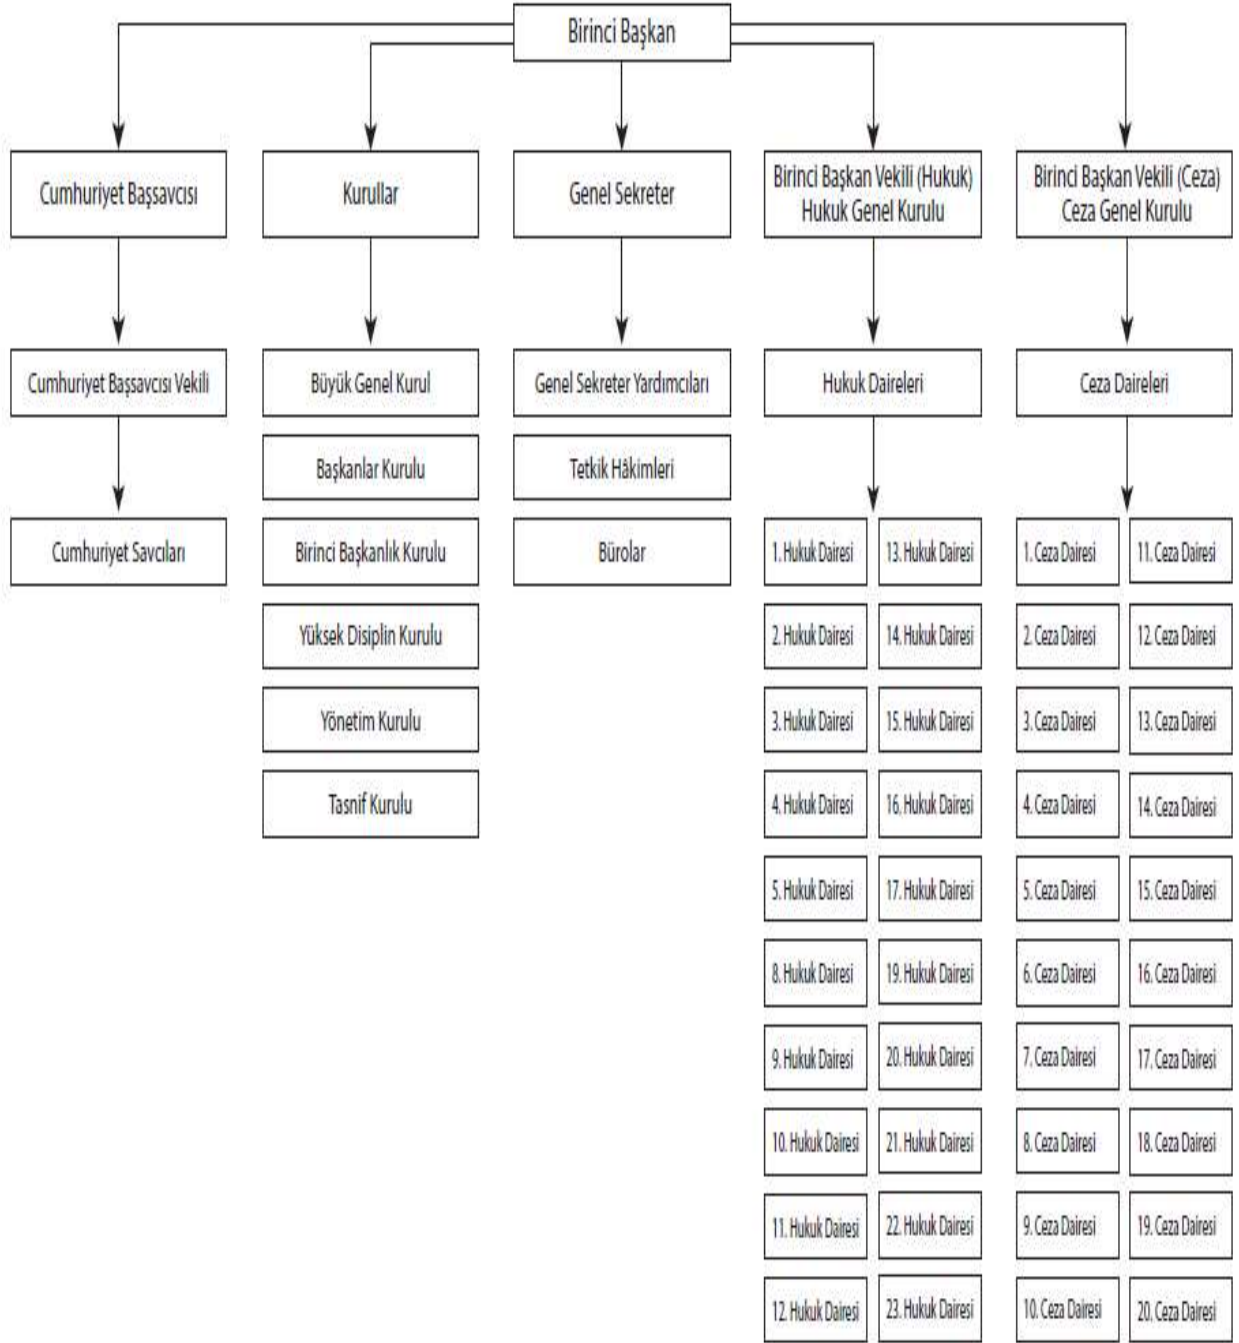 Birinci Başkan
Cumhuriyet Başsavcısı
Kurullar
Genel Sekreter
Birinci Başkan Vekili (Hukuk)
Hukuk Genel Kurulu
Birinci Başkan Vekili (Ceza)
Ceza Genel Kurulu
Cumhuriyet Başsavcısı Vekili
Büyük Genel Kurul
Genel Sekreter Yardımcıları
Hukuk Daireleri
Ceza Daireleri
Başkanlar Kurulu
Tetkik Hâkimleri
Cumhuriyet Savcıları
Birinci Başkanlık Kurulu
Bürolar
1. Hukuk Dairesi
13. Hukuk Dairesi
1. Ceza Dairesi
11. Ceza Dairesi
Yüksek Disiplin Kurulu
2. Hukuk Dairesi
14. Hukuk Dairesi
2. Ceza Dairesi
12. Ceza Dairesi
Yönetim Kurulu
3. Hukuk Dairesi
15. Hukuk Dairesi
3. Ceza Dairesi
13. Ceza Dairesi
Tasnif Kurulu
4. Hukuk Dairesi
16. Hukuk Dairesi
4. Ceza Dairesi
14. Ceza Dairesi
5. Hukuk Dairesi
17. Hukuk Dairesi
5. Ceza Dairesi
15. Ceza Dairesi
8. Hukuk Dairesi
19. Hukuk Dairesi
6. Ceza Dairesi
16. Ceza Dairesi
9. Hukuk Dairesi
20. Hukuk Dairesi
7. Ceza Dairesi
17. Ceza Dairesi
10. Hukuk Dairesi
21. Hukuk Dairesi
8. Ceza Dairesi
18. Ceza Dairesi
11. Hukuk Dairesi
22. Hukuk Dairesi
9. Ceza Dairesi
19. Ceza Dairesi
12. Hukuk Dairesi
23. Hukuk Dairesi
10. Ceza Dairesi
20. Ceza Dairesi